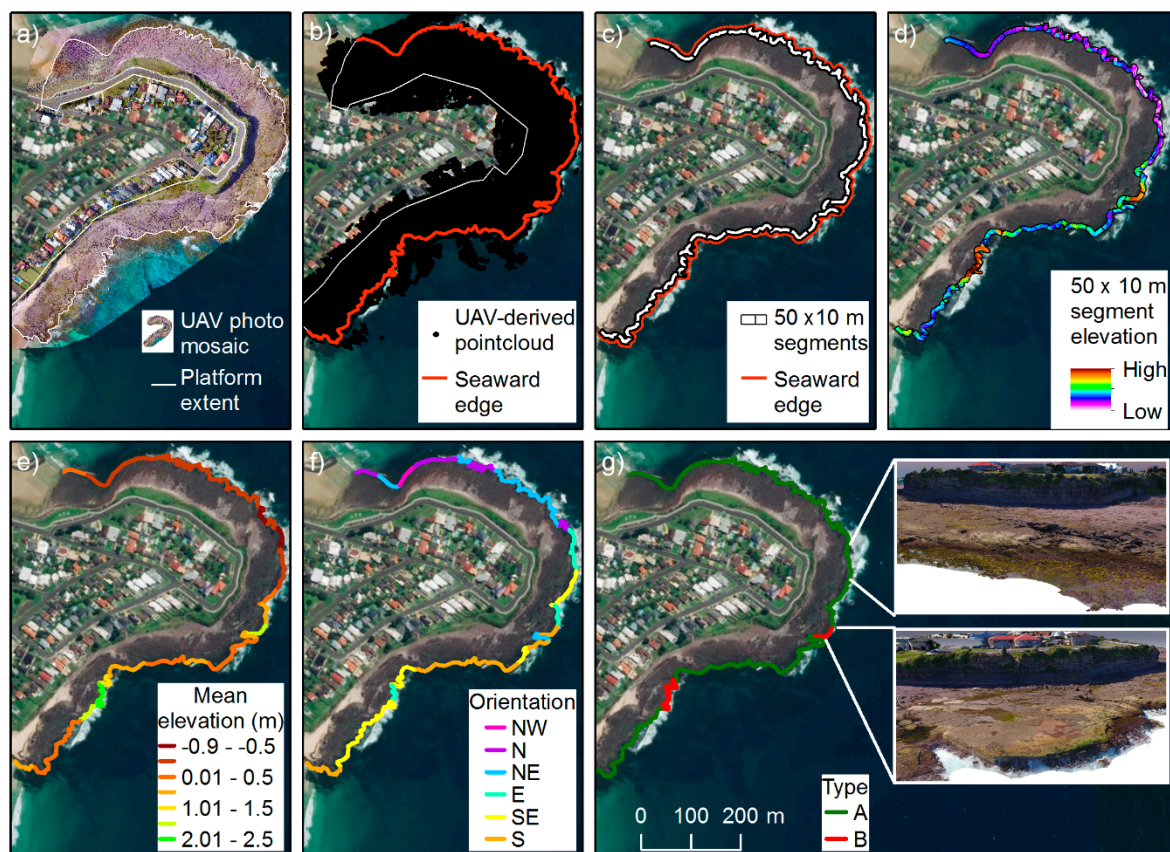 a)
UAV photo
mosaic
Platform
extent
b)
UAV-derived
pointcloud
Seaward
edge
c)
50 x10 m
segments
Seaward
edge
d)
50 x 10 m
segment
elevation
High
Low
e)
Mean
elevation (m)
-0.9 - -0.5
0.01 - 0.5
1.01 - 1.5
2.01 - 2.5
f)
Orientation
NW
N
NE
E
SE
S
g)
Type
A
B
0 100 200 m